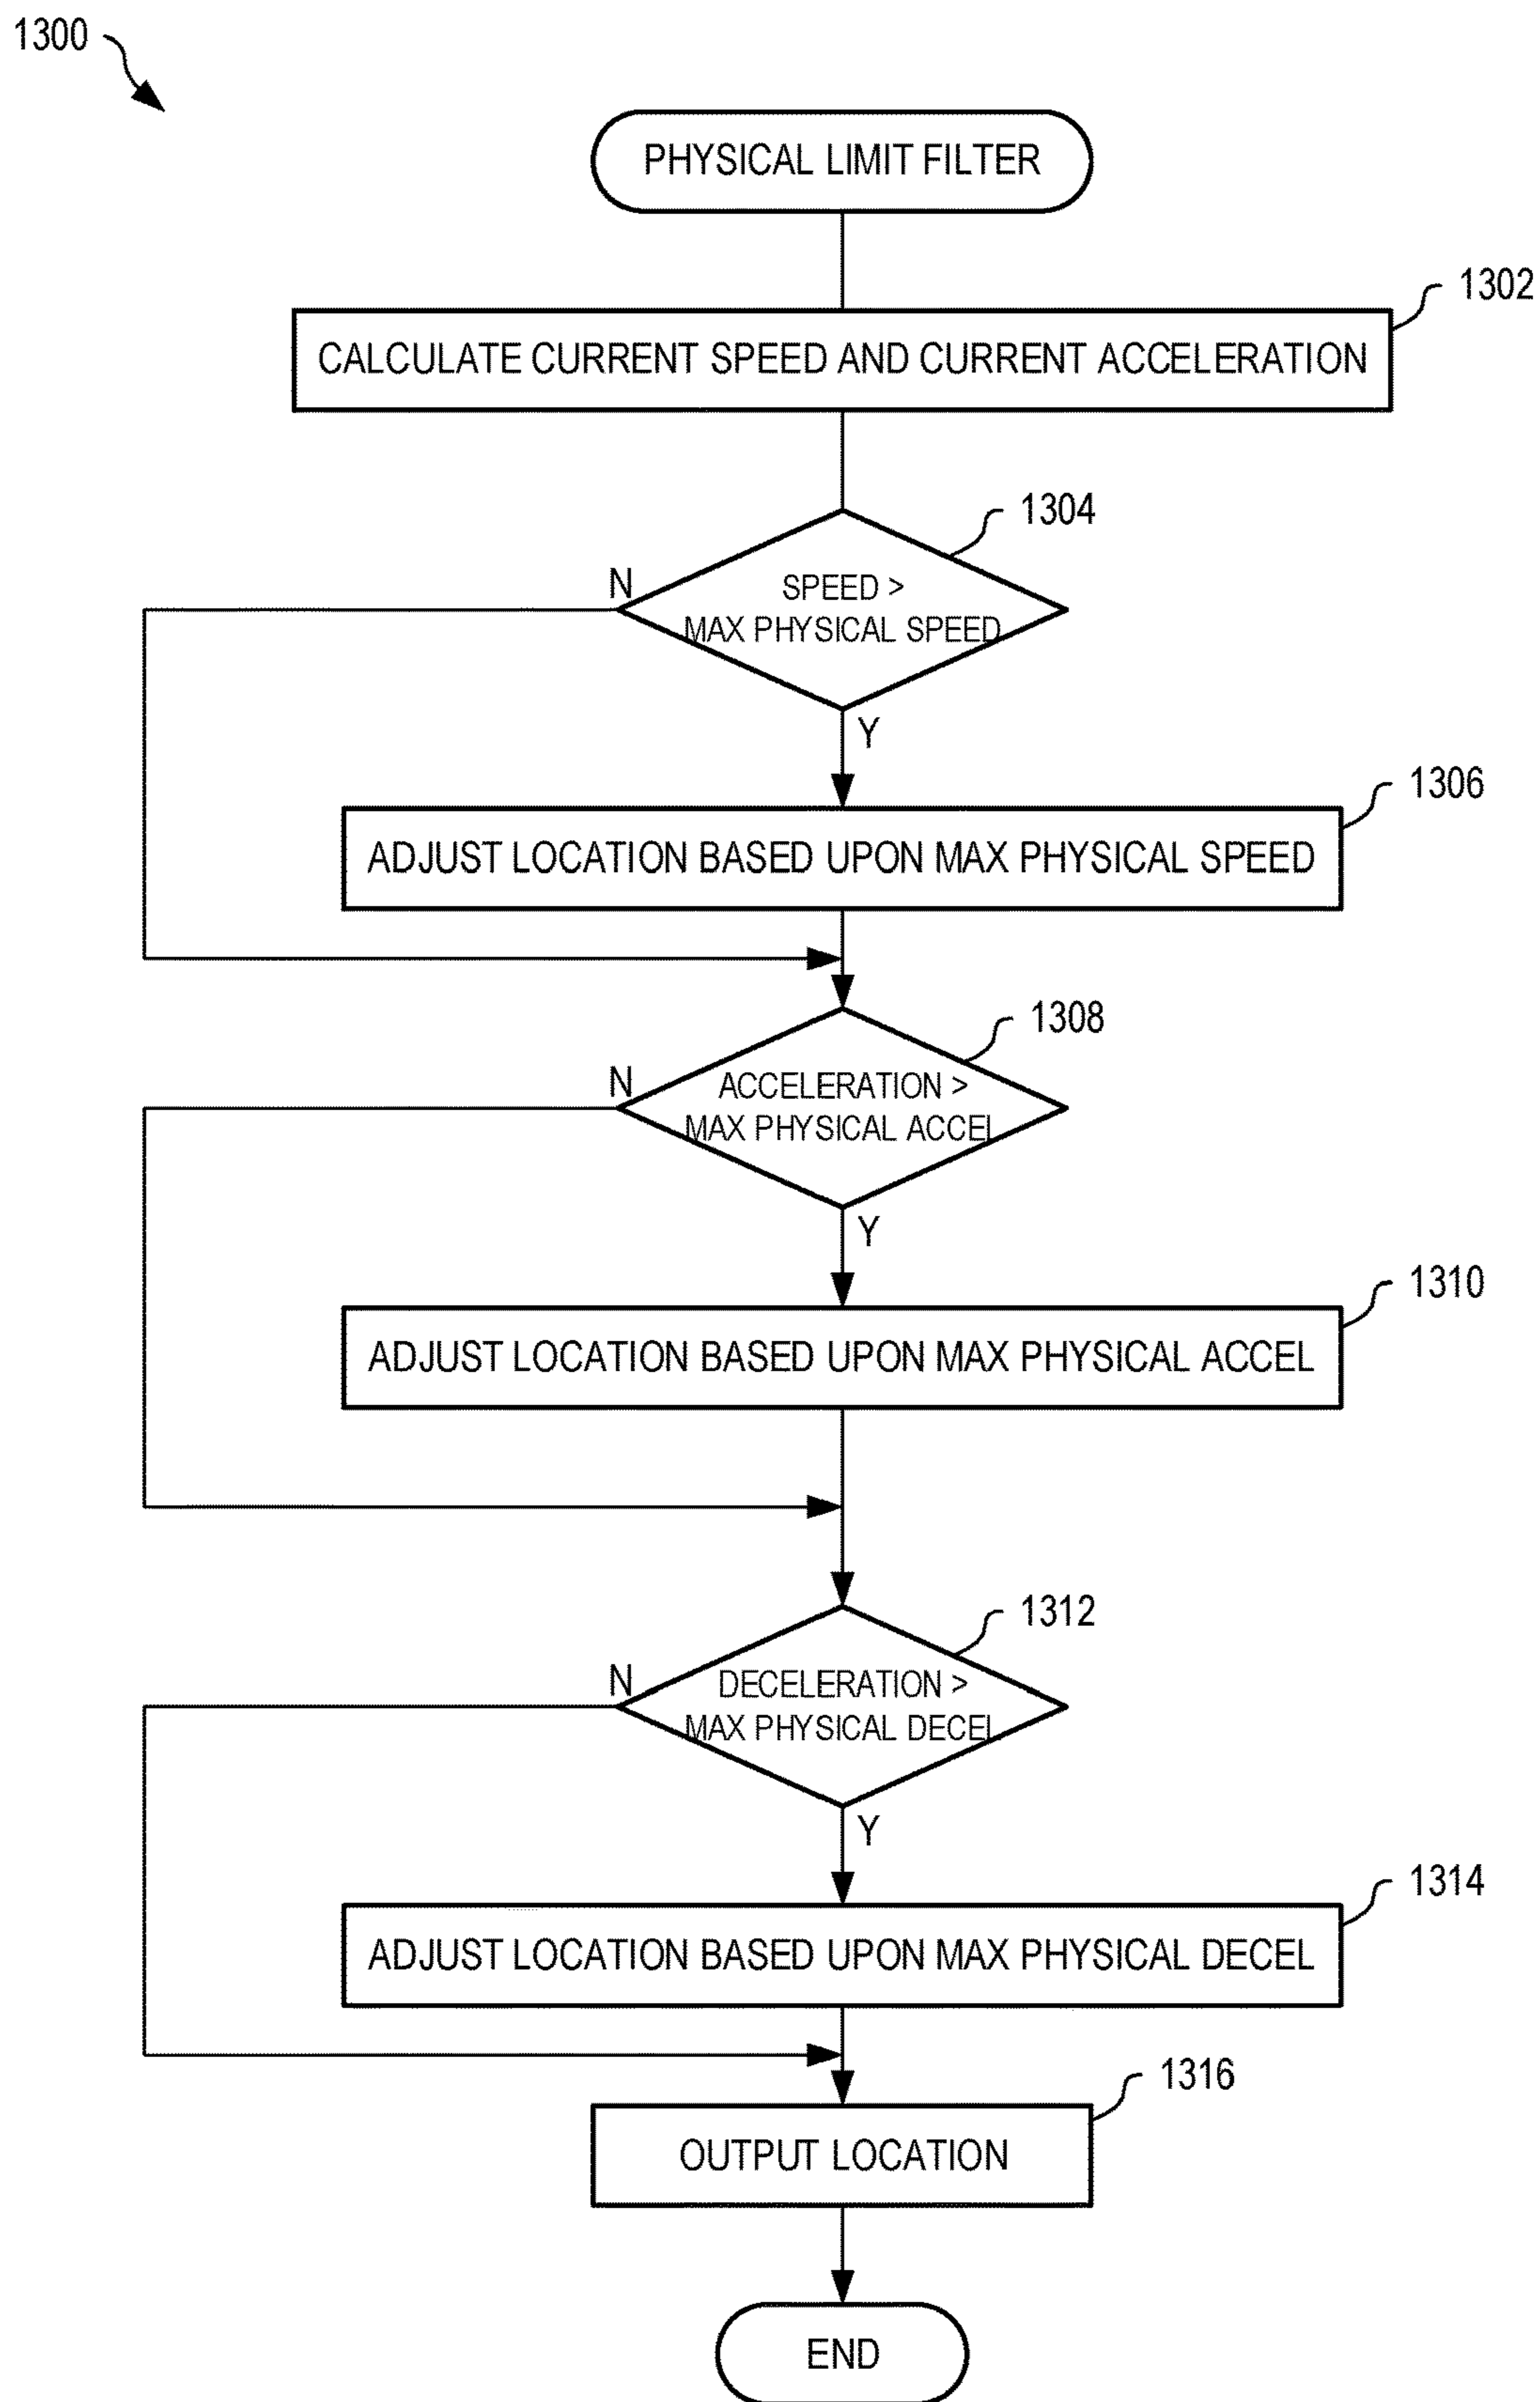 1300
PHYSICAL LIMIT FILTER
1302
CALCULATE CURRENT SPEED AND CURRENT ACCELERATION
1304
N
SPEED >
MAX PHYSICAL SPEED
Y
1306
ADJUST LOCATION BASED UPON MAX PHYSICAL SPEED
1308
N
ACCELERATION >
MAX PHYSICAL ACCEL
Y
1310
ADJUST LOCATION BASED UPON MAX PHYSICAL ACCEL
1312
N
DECELERATION >
MAX PHYSICAL DECEL
Y
1314
ADJUST LOCATION BASED UPON MAX PHYSICAL DECEL
1316
OUTPUT LOCATION
END